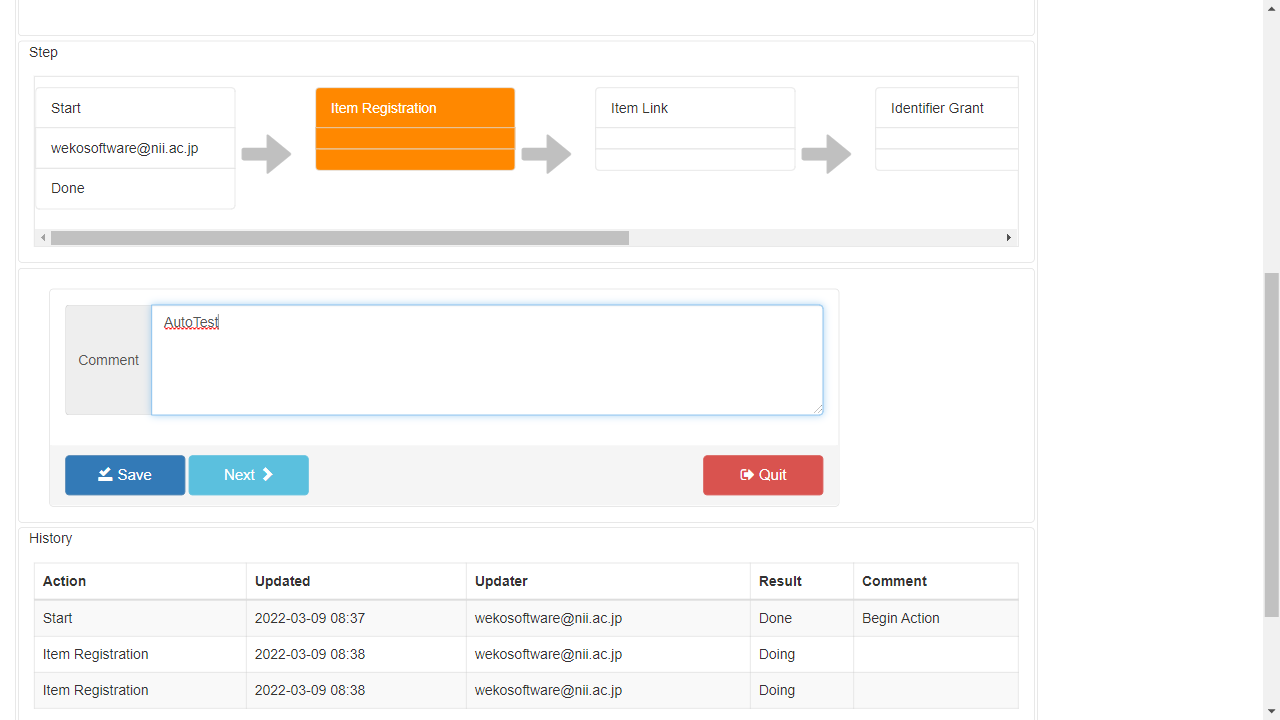 Step
Start
Item Registration
Item Link
Identifier Grant
wekosoftware@nii.ac.jp
Done
Comment
AutoTest
Save
Next
Quit
History
Action Updated Updater Result Comment
Start 2022-03-09 08:37 wekosoftware@nii.ac.jp Done Begin Action
Item Registration 2022-03-09 08:38 wekosoftware@nii.ac.jp Doing
Item Registration 2022-03-09 08:38 wekosoftware@nii.ac.jp Doing